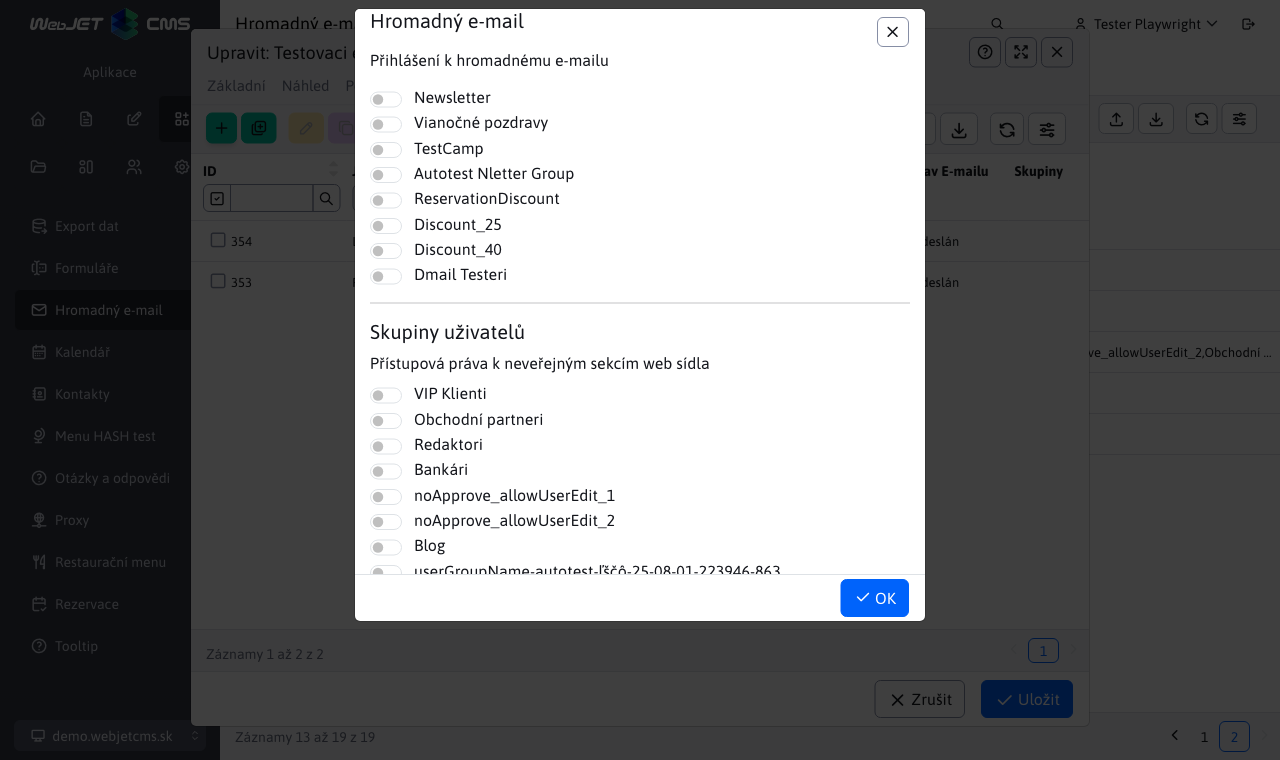 WebJET CMS
Hromadný e-
Tester Playwright
Aplikace
Upravit: Testovaci
Základní Náhled
ID
av E-mailu Skupiny
354
deslán
353
deslán
ve_allowUserEdit_2,Obchodní ...
Export dat
Formuláře
Hromadný e-mail
Kalendář
Kontakty
Menu HASH test
Otázky a odpovědi
Proxy
Restaurační menu
Rezervace
Tooltip
demo.webjetcms.sk
Hromadný e-mail
Přihlášení k hromadnému e-mailu
Newsletter
Vianočné pozdravy
TestCamp
Autotest Nletter Group
ReservationDiscount
Discount_25
Discount_40
Dmail Testeri
Skupiny uživatelů
Přístupová práva k neveřejným sekcím web sídla
VIP Klienti
Obchodní partneri
Redaktori
Bankári
noApprove_allowUserEdit_1
noApprove_allowUserEdit_2
Blog
userGroupName-autotest-ľščô-25-08-01-223946-863
OK
Záznamy 1 až 2 z 2
1
Zrušit
Uložit
Záznamy 13 až 19 z 19
1 2